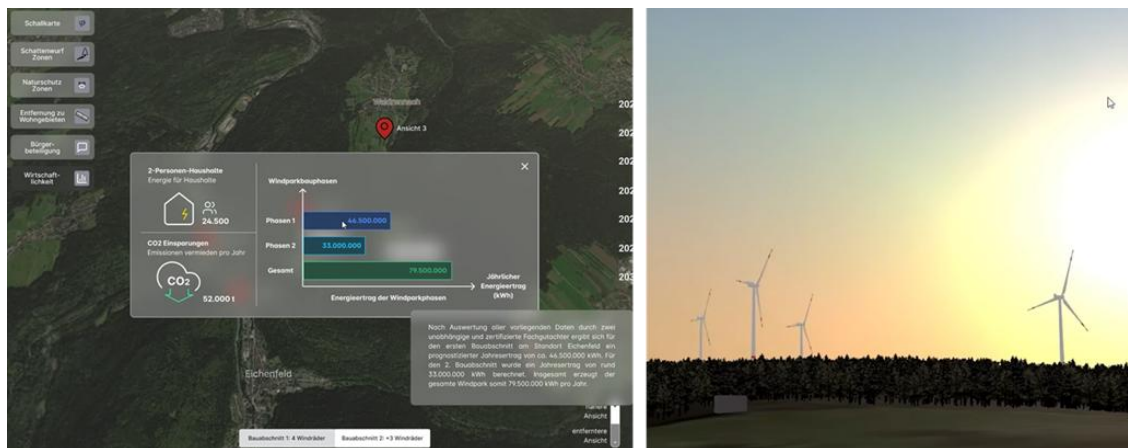 Schallkarte
Schattenwurf
Zonen
Naturschutz
Zonen
Entfernung zu
Wohngebieten
Bürger-
beteiligung
Wirtschaft-
lichkeit
Ansicht 3
2-Personen-Haushalte
Energie für Haushalte
24.500
CO2 Einsparungen
Emissionen vermieden pro Jahr
CO2
52.000 t
Windparkbauphasen
Phasen 1
46.500.000
Phasen 2
33.000.000
Gesamt
79.500.000
Jährlicher
Energieertrag
(kWh)
Energieertrag der Windparkphasen
Nach Auswertung aller vorliegenden Daten durch zwei
unabhängige und zertifizierte Fachgutachter ergibt sich für
den ersten Bauabschnitt am Standort Eichenfeld ein
prognostizierter Jahresertrag von ca. 46.500.000 kWh. Für
den 2. Bauabschnitt wurde ein Jahresertrag von rund
33.000.000 kWh berechnet. Insgesamt erzeugt der
gesamte Windpark somit 79.500.000 kWh pro Jahr.
Eichenfeld
nähere
Ansicht
entferntere
Ansicht
Bauabschnitt 1: 4 Windräder
Bauabschnitt 2: +3 Windräder